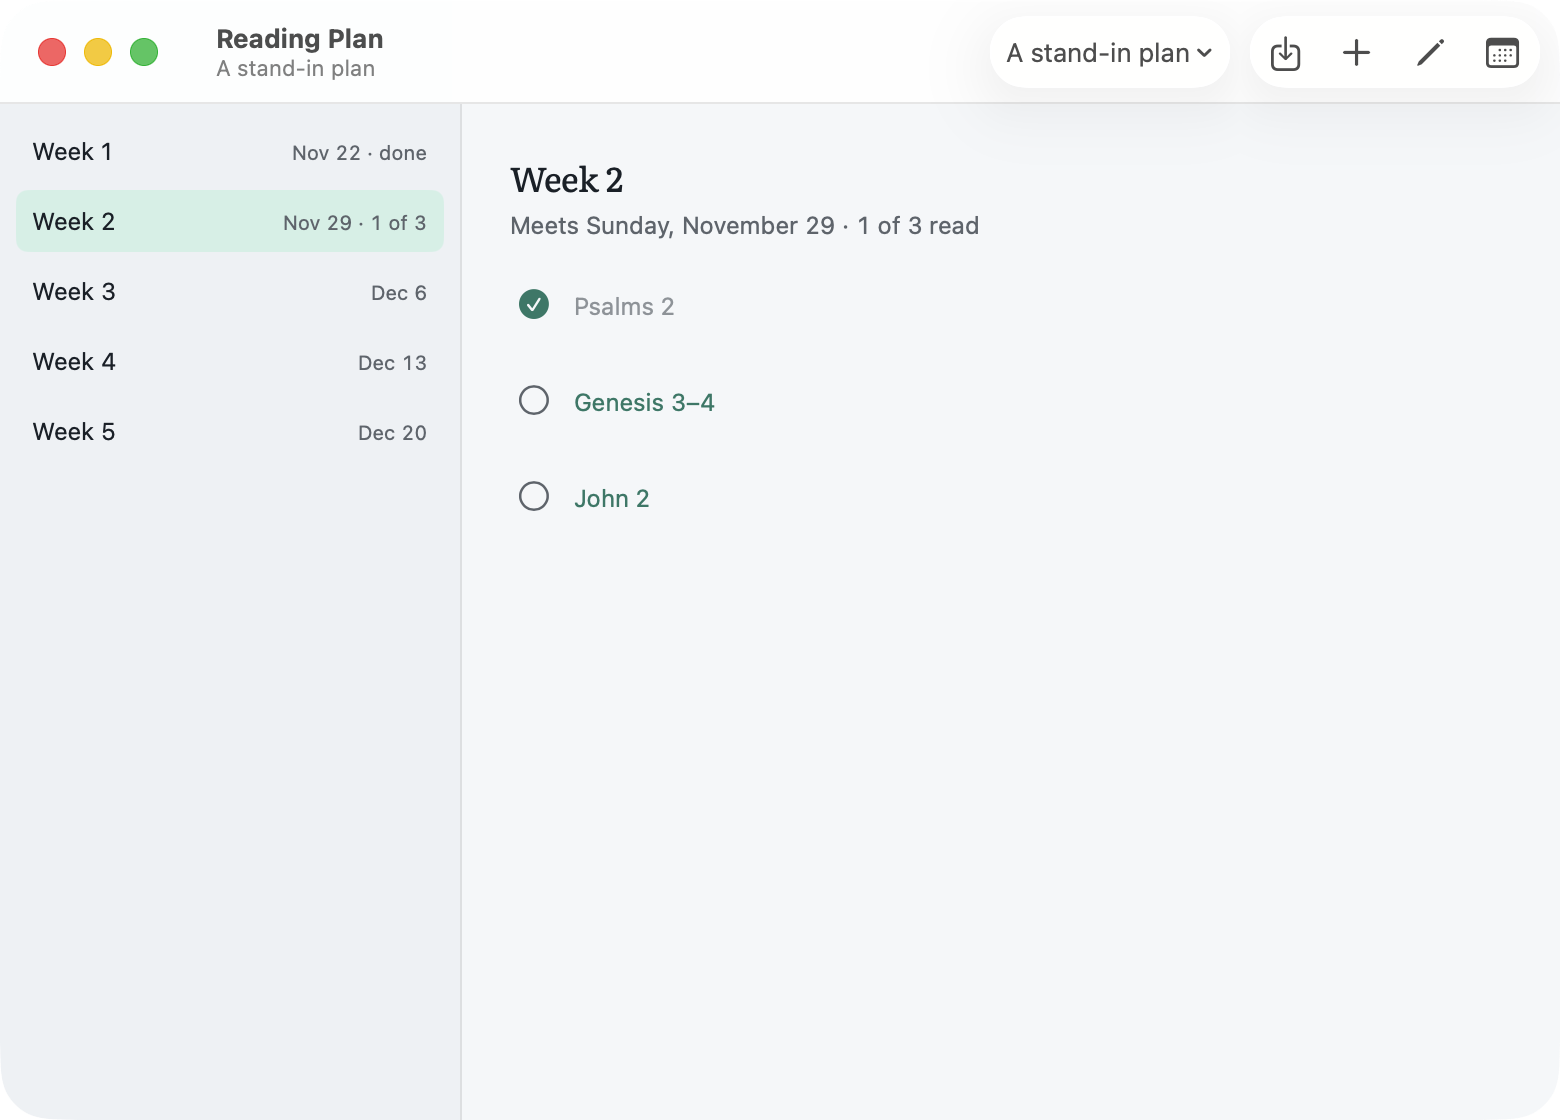 Reading Plan
A stand-in plan
A stand-in plan
Week 1 Nov 22 · done
Week 2 Nov 29 · 1 of 3
Week 3 Dec 6
Week 4 Dec 13
Week 5 Dec 20
Week 2
Meets Sunday, November 29 · 1 of 3 read
Psalms 2
Genesis 3–4
John 2